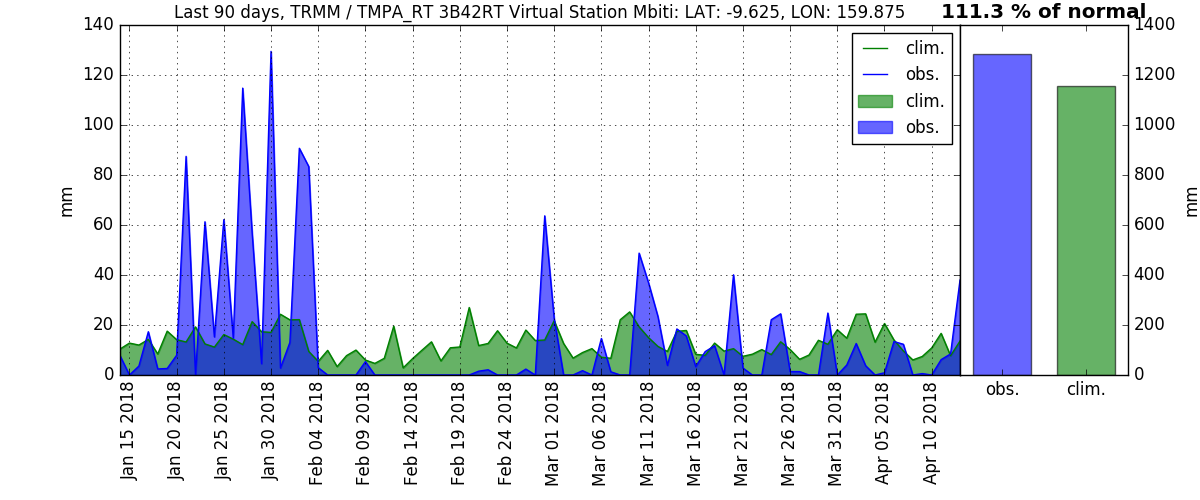 Last 90 days, TRMM / TMPA_RT 3B42RT Virtual Station Mbiti: LAT: -9.625, LON: 159.875
111.3 % of normal
140
120
100
80
60
40
20
0
mm
clim.
obs.
clim.
obs.
1400
1200
1000
800
600
400
200
0
mm
obs.
clim.
Jan 15 2018
Jan 20 2018
Jan 25 2018
Jan 30 2018
Feb 04 2018
Feb 09 2018
Feb 14 2018
Feb 19 2018
Feb 24 2018
Mar 01 2018
Mar 06 2018
Mar 11 2018
Mar 16 2018
Mar 21 2018
Mar 26 2018
Mar 31 2018
Apr 05 2018
Apr 10 2018